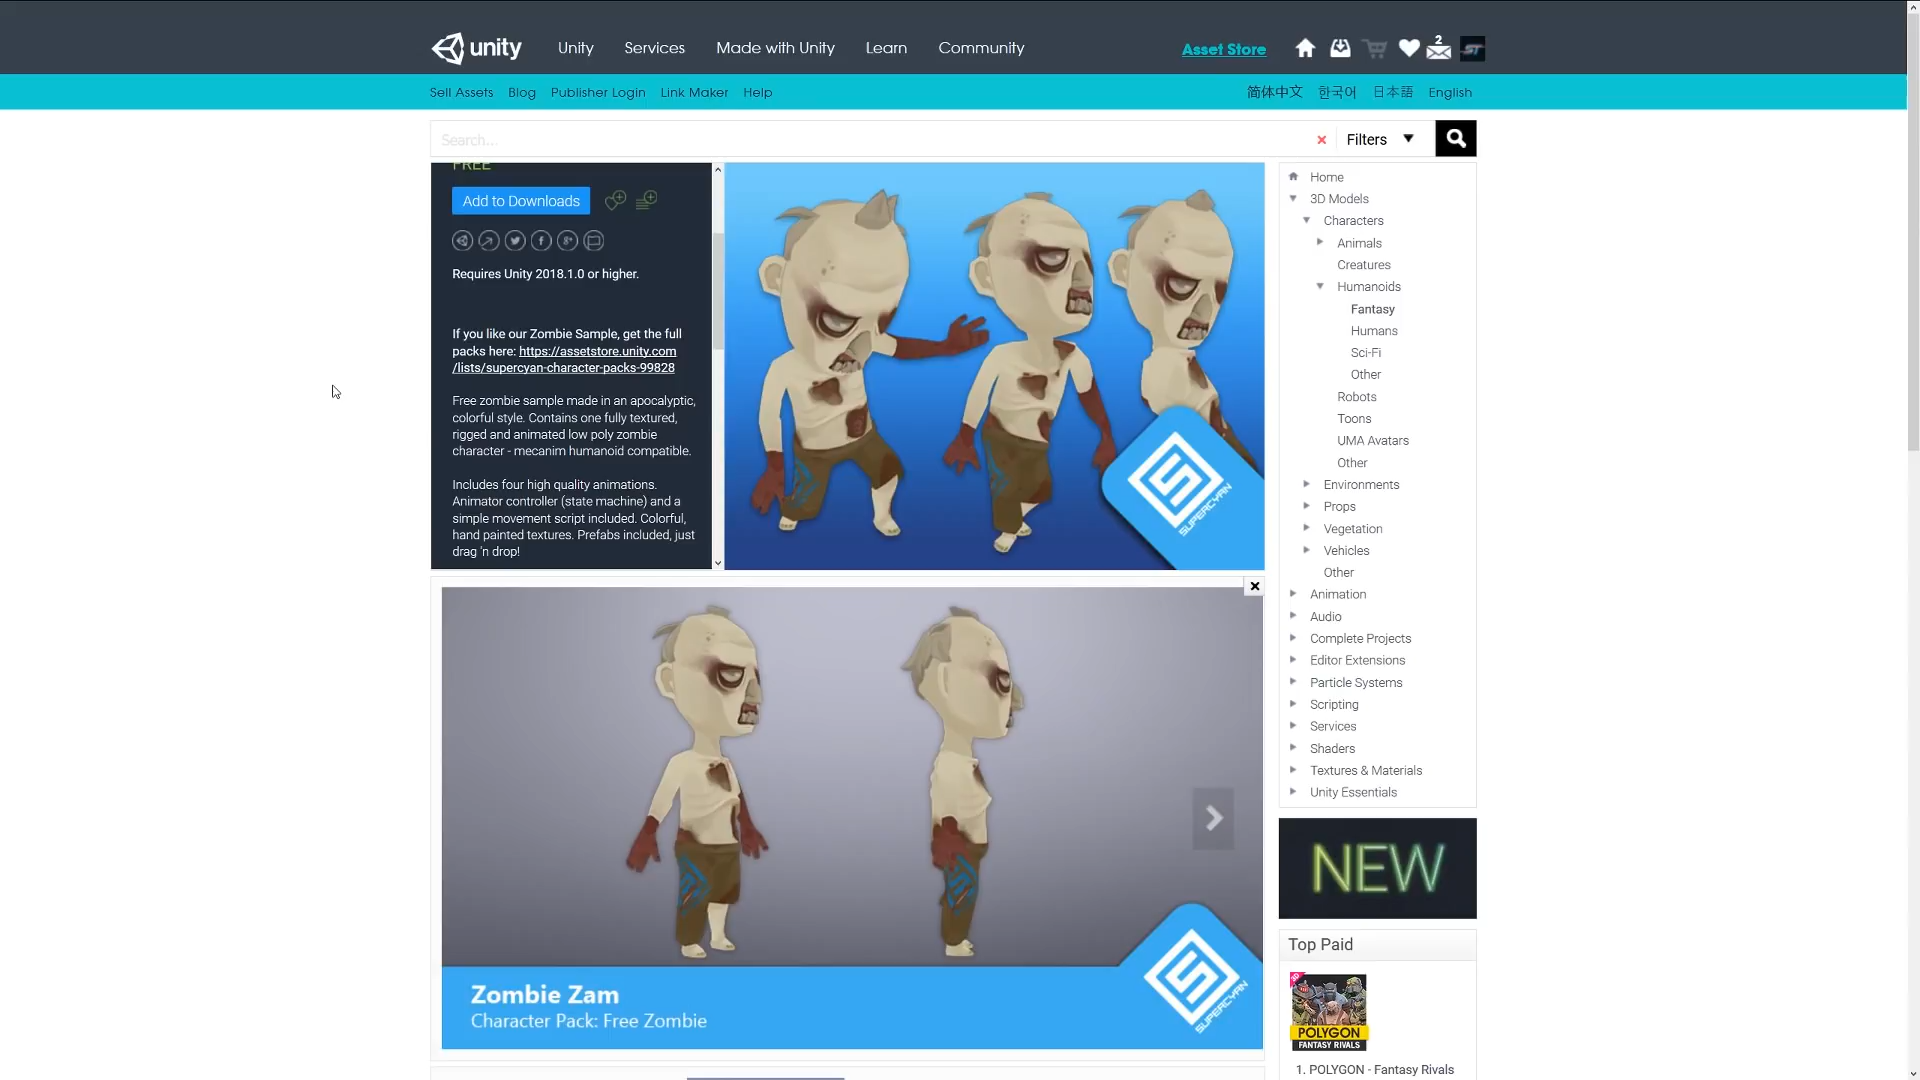 unity
Unity Services Made with Unity Learn Community
Asset Store
2
ST
Sell Assets Blog Publisher Login Link Maker Help
简体中文 한국어 日本語 English
Search...
Filters
FREE
Add to Downloads
Requires Unity 2018.1.0 or higher.
If you like our Zombie Sample, get the full
packs here: https://assetstore.unity.com
/lists/supercyan-character-packs-99828
Free zombie sample made in an apocalyptic,
colorful style. Contains one fully textured,
rigged and animated low poly zombie
character - mecanim humanoid compatible.
Includes four high quality animations.
Animator controller (state machine) and a
simple movement script included. Colorful,
hand painted textures. Prefabs included, just
drag 'n drop!
SUPERCYAN
Zombie Zam
Character Pack: Free Zombie
SUPERCYAN
Home
3D Models
Characters
Animals
Creatures
Humanoids
Fantasy
Humans
Sci-Fi
Other
Robots
Toons
UMA Avatars
Other
Environments
Props
Vegetation
Vehicles
Other
Animation
Audio
Complete Projects
Editor Extensions
Particle Systems
Scripting
Services
Shaders
Textures & Materials
Unity Essentials
NEW
Top Paid
POLYGON
FANTASY RIVALS
1. POLYGON - Fantasy Rivals